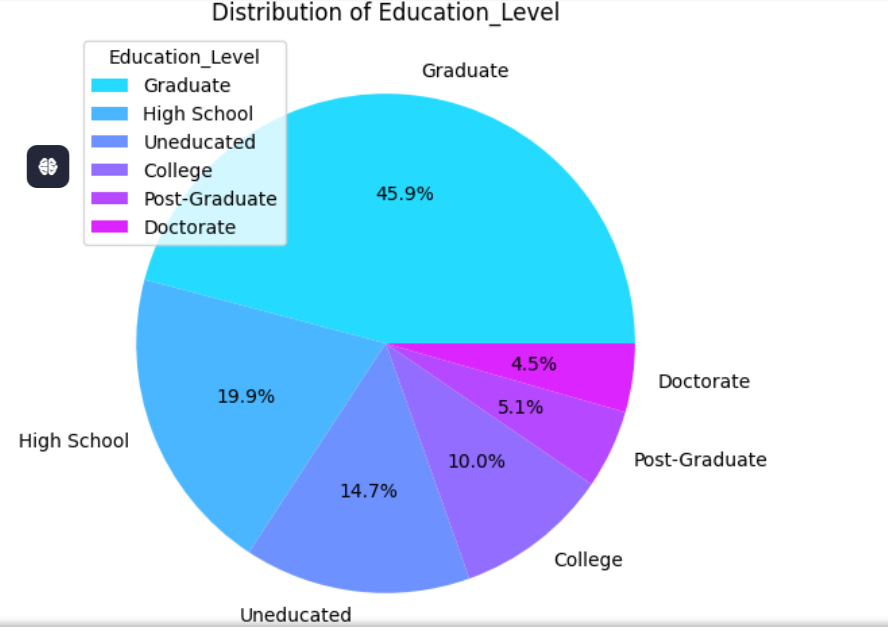 Distribution of Education_Level
Education_Level
Graduate
High School
Uneducated
College
Post-Graduate
Doctorate
Graduate
45.9%
4.5%
Doctorate
19.9%
5.1%
High School
Post-Graduate
10.0%
14.7%
College
Uneducated